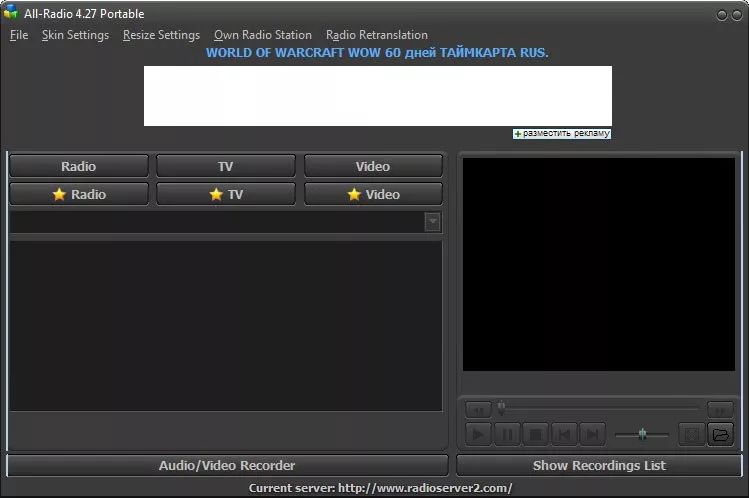 All-Radio 4.27 Portable
File Skin Settings Resize Settings Own Radio Station Radio Retranslation
WORLD OF WARCRAFT WOW 60 дней ТАЙМКАРТА RUS.
разместить рекламу
Radio TV Video
Radio TV Video
Audio/Video Recorder Show Recordings List
Current server: http://www.radioserver2.com/